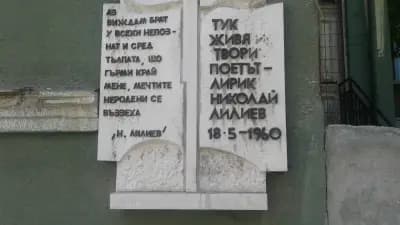 АЗ
ВИЖДАМ БРАТ
У ВСЕКИ НЕПОЗ-
НАТ И СРЕД
ТЪЛПАТА, ЩО
ГЪРМИ КРАЙ
МЕНЕ, МЕЧТИТЕ
НЕРОДЕНИ СЕ
ВЪЗЗЕХА
„Н. ЛИЛИЕВ"
ТУК
ЖИВЯ И
ТВОРИ
ПОЕТЪТ–
ЛИРИК
НИКОЛАЙ
ЛИЛИЕВ
18·5-1960